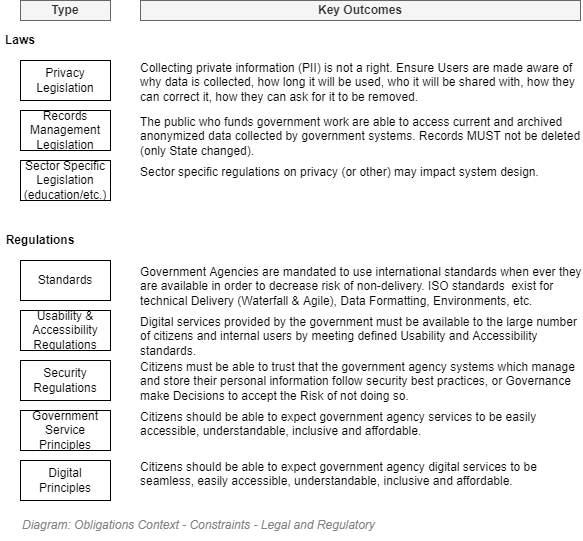 Type
Key Outcomes
Laws
Privacy
Legislation
Collecting private information (PII) is not a right. Ensure Users are made aware of
why data is collected, how long it will be used, who it will be shared with, how they
can correct it, how they can ask for it to be removed.
Records
Management
Legislation
The public who funds government work are able to access current and archived
anonymized data collected by government systems. Records MUST not be deleted
(only State changed).
Sector Specific
Legislation
(education/etc.)
Sector specific regulations on privacy (or other) may impact system design.
Regulations
Standards
Government Agencies are mandated to use international standards when ever they
are available in order to decrease risk of non-delivery. ISO standards  exist for
technical Delivery (Waterfall & Agile), Data Formatting, Environments, etc.
Usability &
Accessibility
Regulations
Digital services provided by the government must be available to the large number
of citizens and internal users by meeting defined Usability and Accessibility
standards.
Security
Regulations
Citizens must be able to trust that the government agency systems which manage
and store their personal information follow security best practices, or Governance
make Decisions to accept the Risk of not doing so.
Government
Service
Principles
Citizens should be able to expect government agency services to be easily
accessible, understandable, inclusive and affordable.
Digital
Principles
Citizens should be able to expect government agency digital services to be
seamless, easily accessible, understandable, inclusive and affordable.
Diagram: Obligations Context - Constraints - Legal and Regulatory